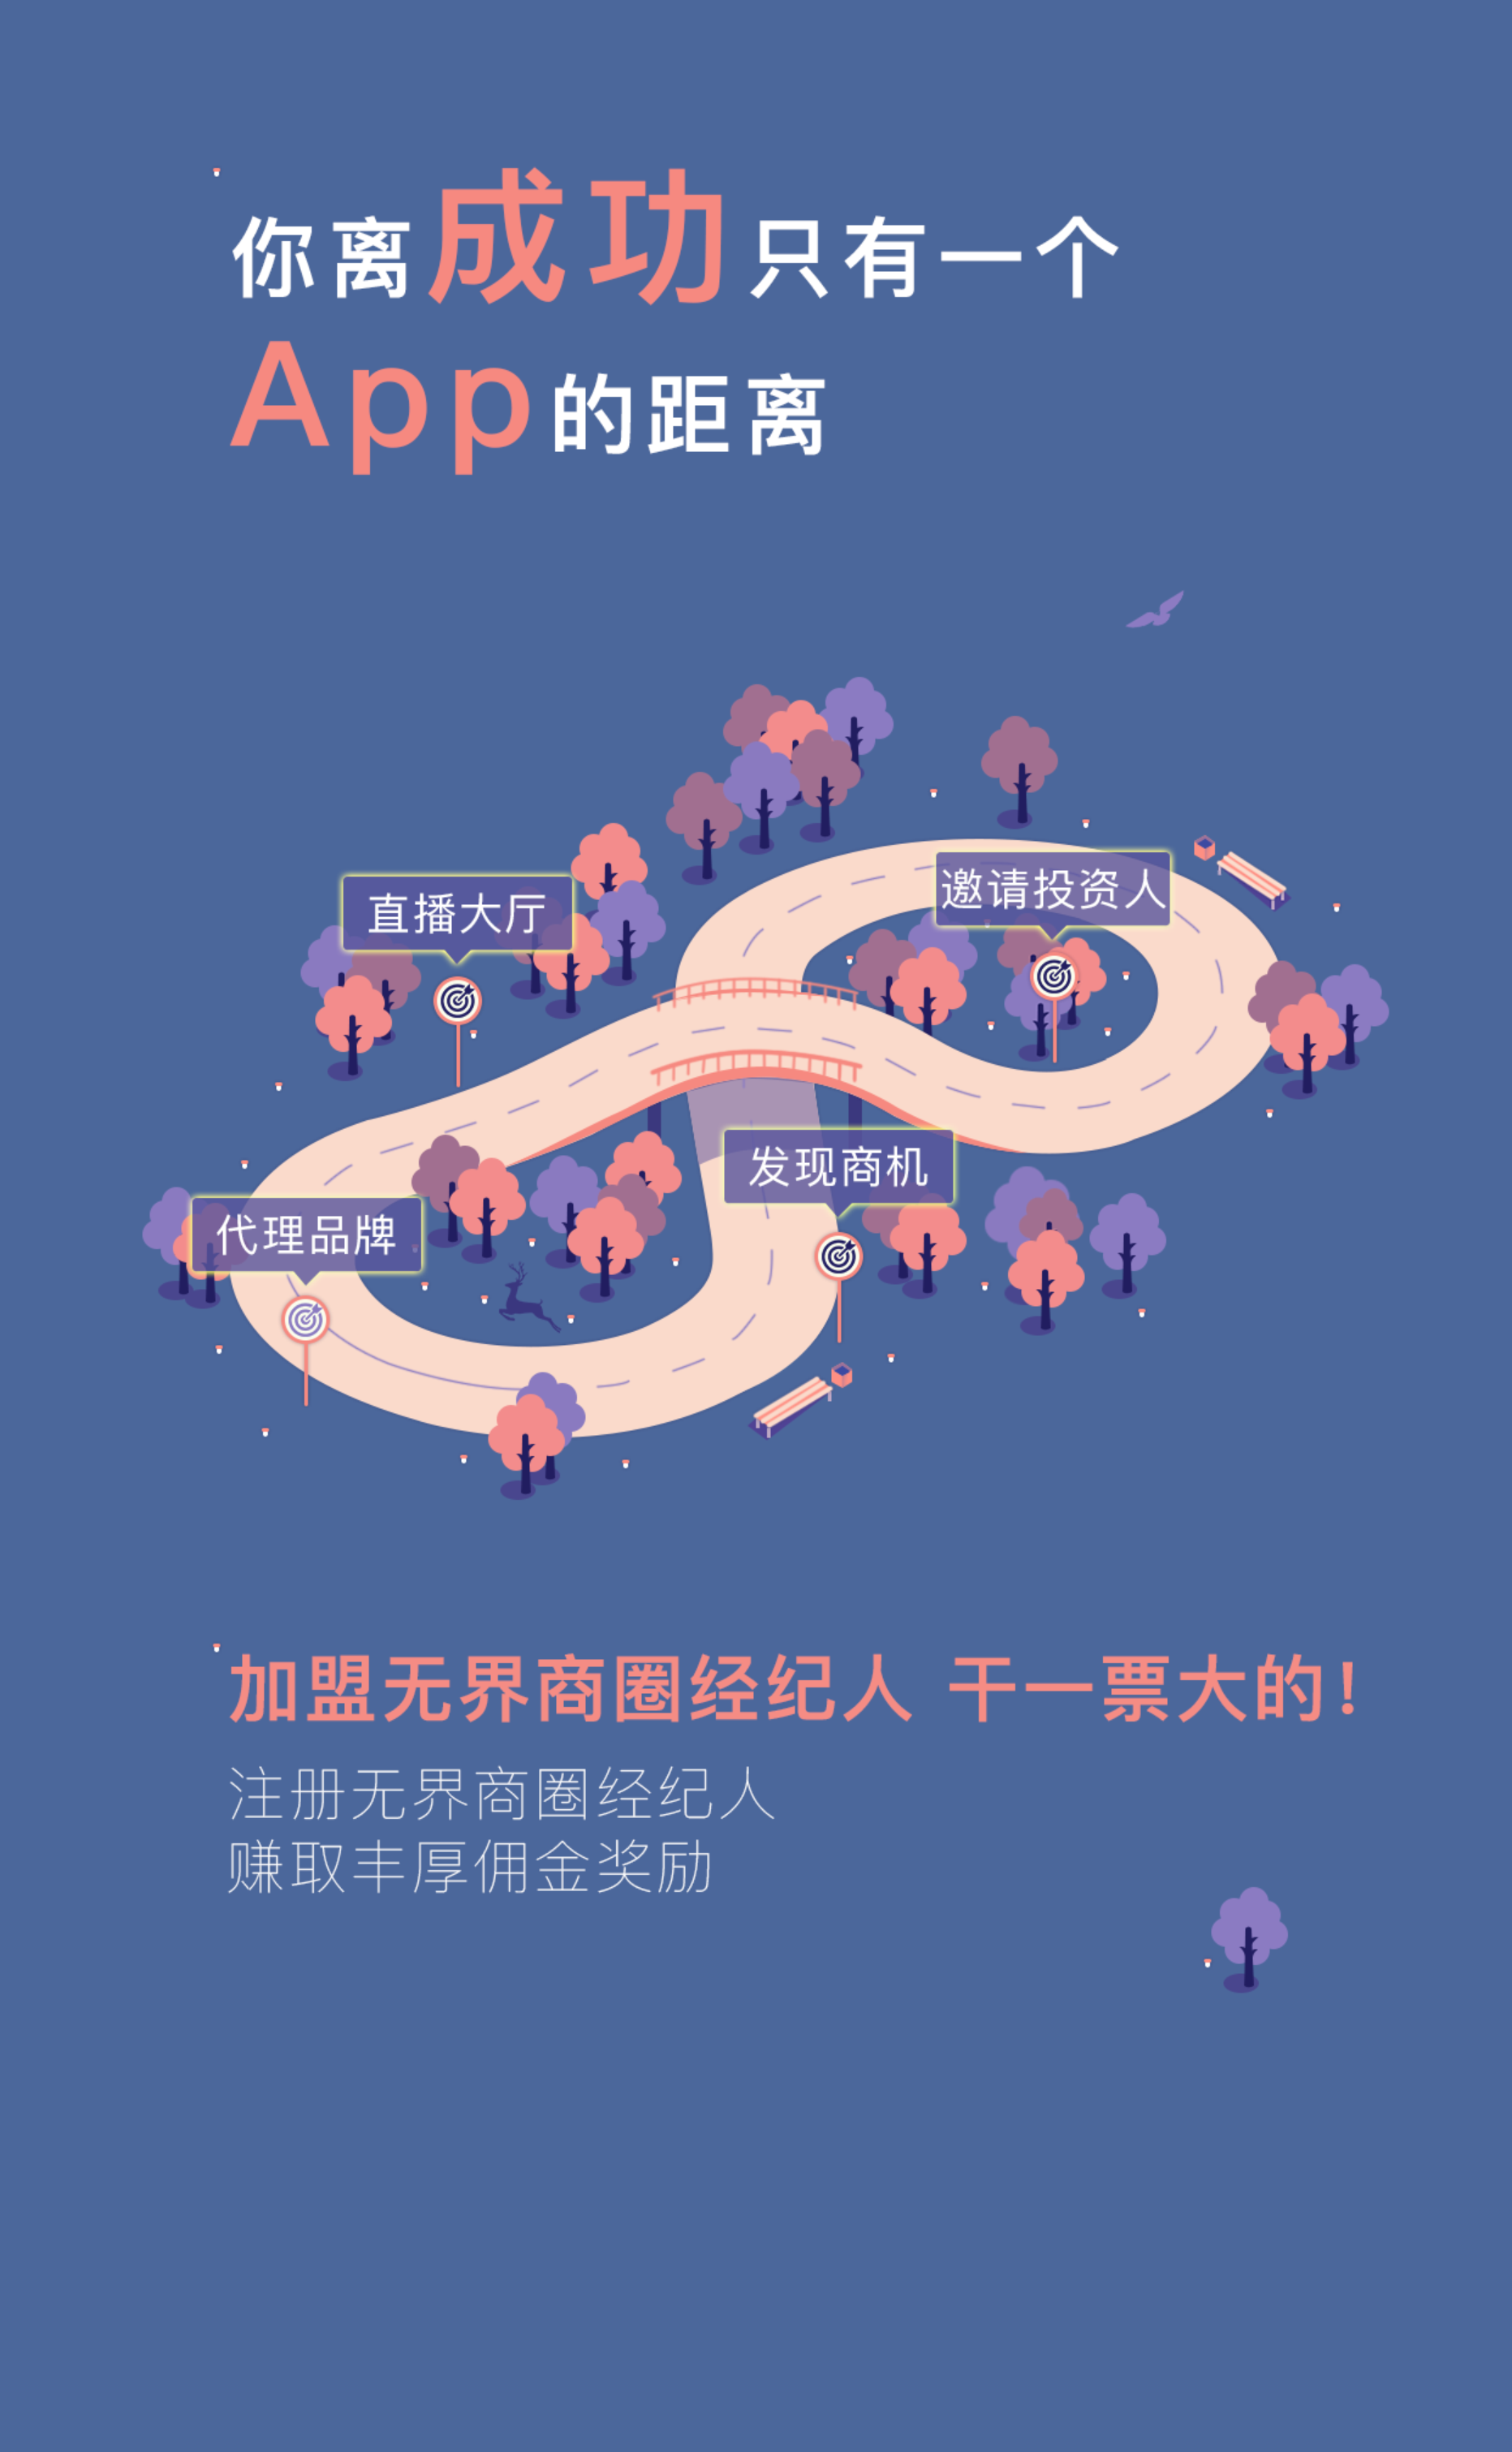 你离成功只有一个
App的距离
直播大厅
邀请投资人
发现商机
代理品牌
加盟无界商圈经纪人 干一票大的!
注册无界商圈经纪人
赚取丰厚佣金奖励